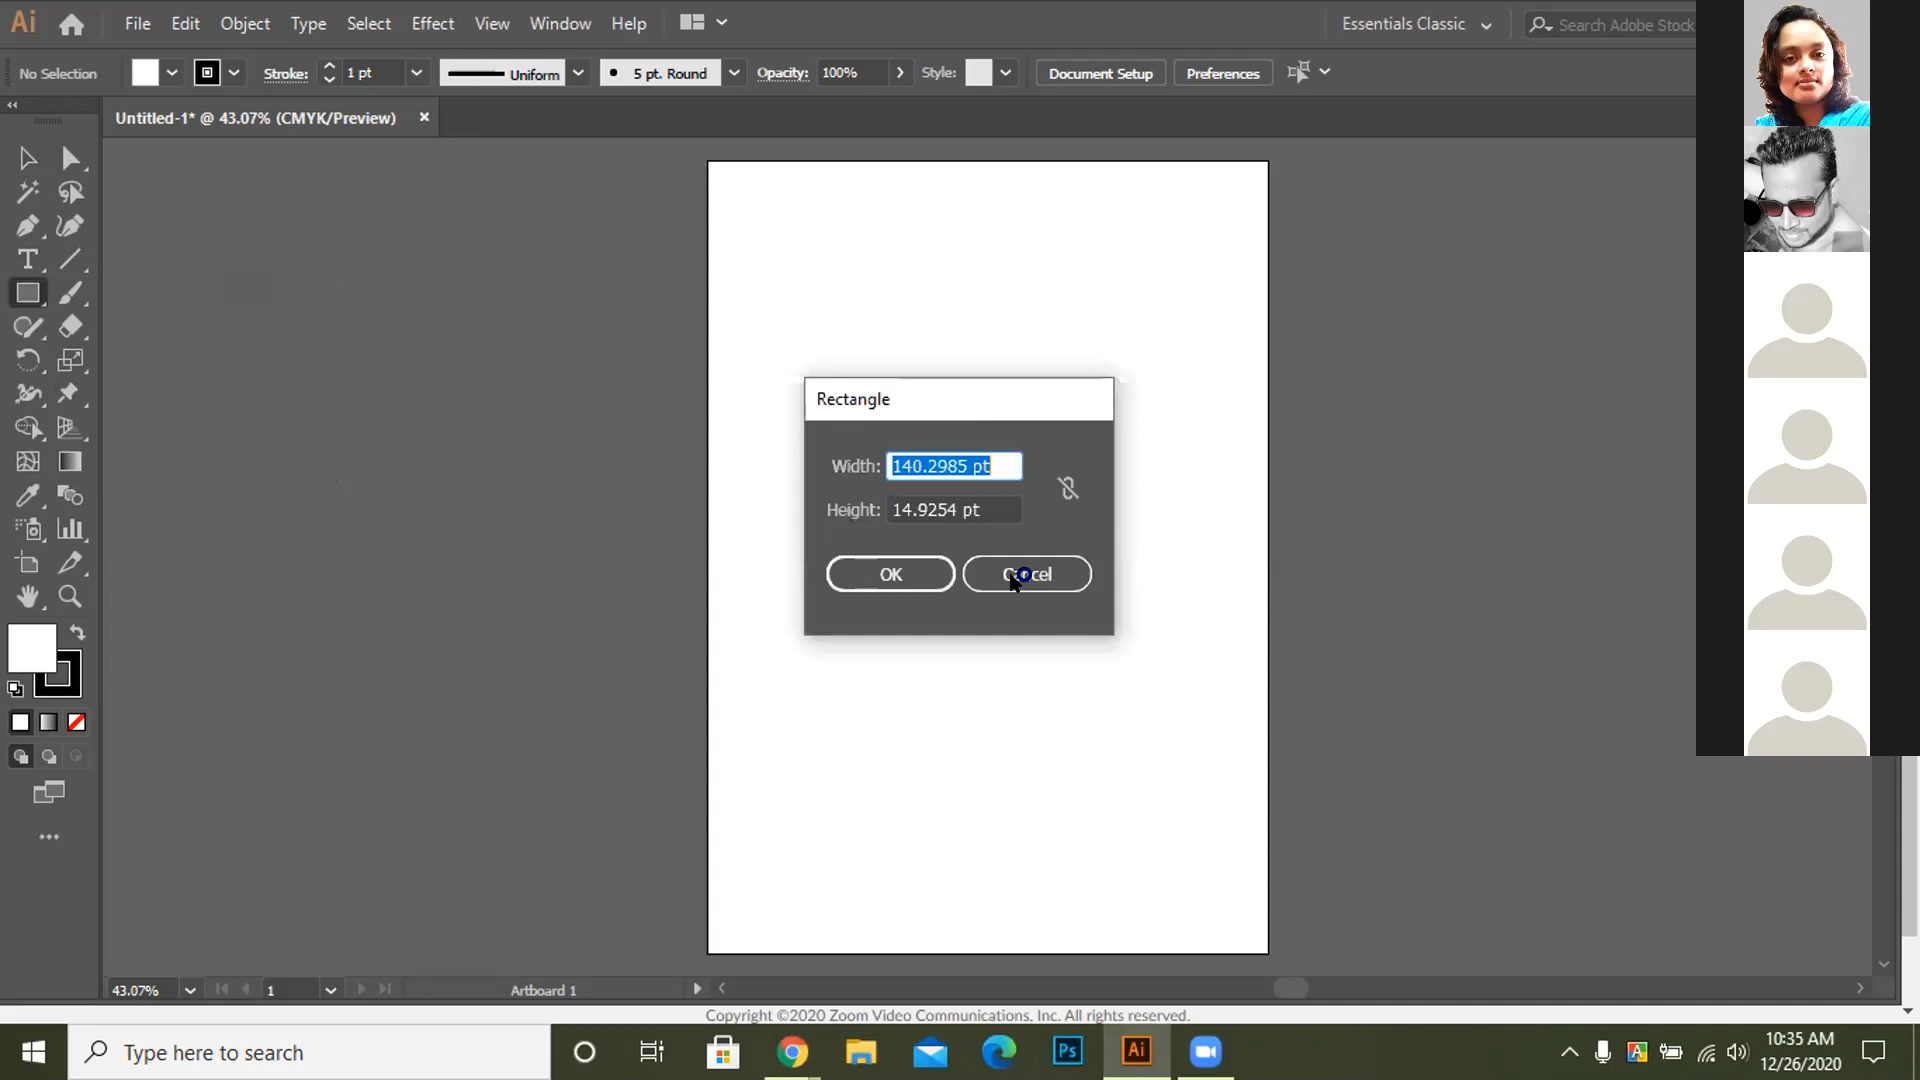 Ai File Edit Object Type Select Effect View Window Help Essentials Classic Search Adobe Stock
No Selection Stroke: 1 pt Uniform 5 pt. Round Opacity: 100% Style: Document Setup Preferences
Untitled-1* @ 43.07% (CMYK/Preview)
Rectangle
Width: 140.2985 pt
Height: 14.9254 pt
OK Cancel
43.07% 1 Artboard 1
Copyright ©2020 Zoom Video Communications, Inc. All rights reserved.
Type here to search Ps Ai A
10:35 AM
12/26/2020